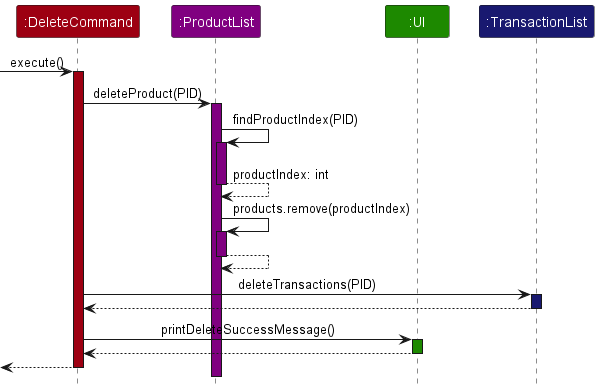 :DeleteCommand
:ProductList
:UI
:TransactionList
execute()
deleteProduct(PID)
findProductIndex(PID)
productIndex: int
products.remove(productIndex)
deleteTransactions(PID)
printDeleteSuccessMessage()